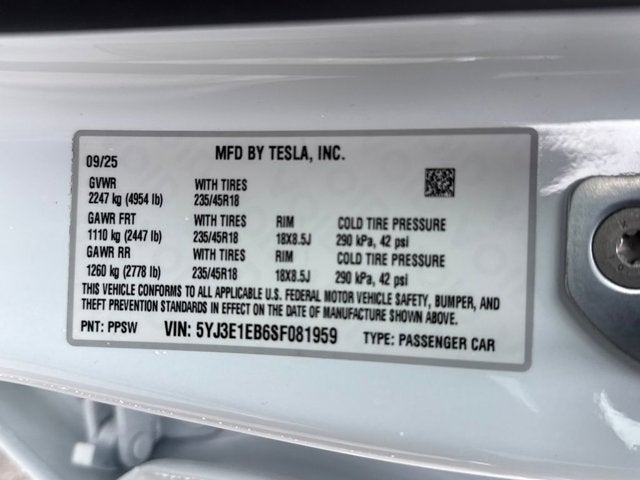 MFD BY TESLA, INC.
09/25
GVWR WITH TIRES
2247 kg (4954 lb) 235/45R18
GAWR FRT WITH TIRES RIM COLD TIRE PRESSURE
1110 kg (2447 lb) 235/45R18 18X8.5J 290 kPa, 42 psi
GAWR RR WITH TIRES RIM COLD TIRE PRESSURE
1260 kg (2778 lb) 235/45R18 18X8.5J 290 kPa, 42 psi
THIS VEHICLE CONFORMS TO ALL APPLICABLE U.S. FEDERAL MOTOR VEHICLE SAFETY, BUMPER, AND
THEFT PREVENTION STANDARDS IN EFFECT ON THE DATE OF MANUFACTURE SHOWN ABOVE.
PNT: PPSW VIN: 5YJ3E1EB6SF081959 TYPE: PASSENGER CAR